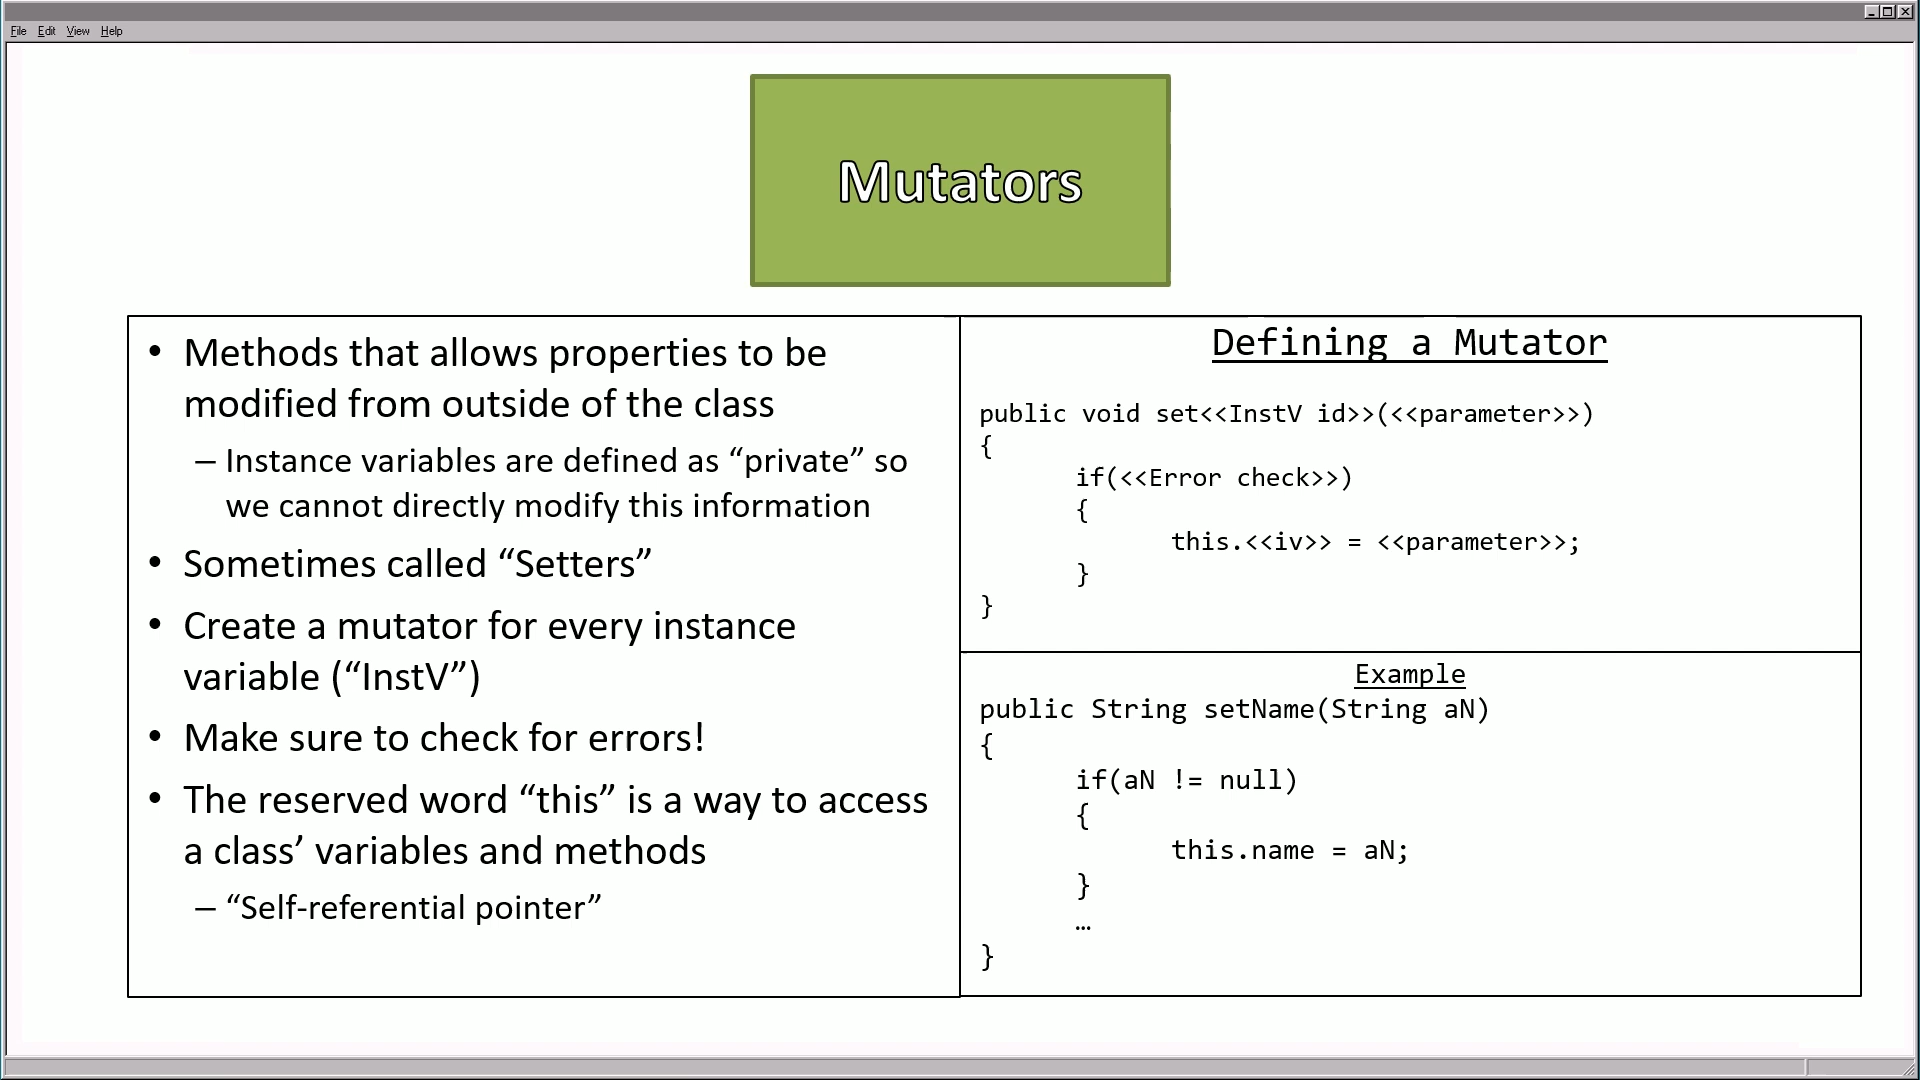 File Edit View Help
Mutators
• Methods that allows properties to be
modified from outside of the class
– Instance variables are defined as “private” so
we cannot directly modify this information
• Sometimes called “Setters”
• Create a mutator for every instance
variable (“InstV”)
• Make sure to check for errors!
• The reserved word “this” is a way to access
a class’ variables and methods
– “Self-referential pointer”
Defining a Mutator
public void set<<InstV id>>(<<parameter>>)
{
if(<<Error check>>)
{
this.<<iv>> = <<parameter>>;
}
}
Example
public String setName(String aN)
{
if(aN != null)
{
this.name = aN;
}
…
}